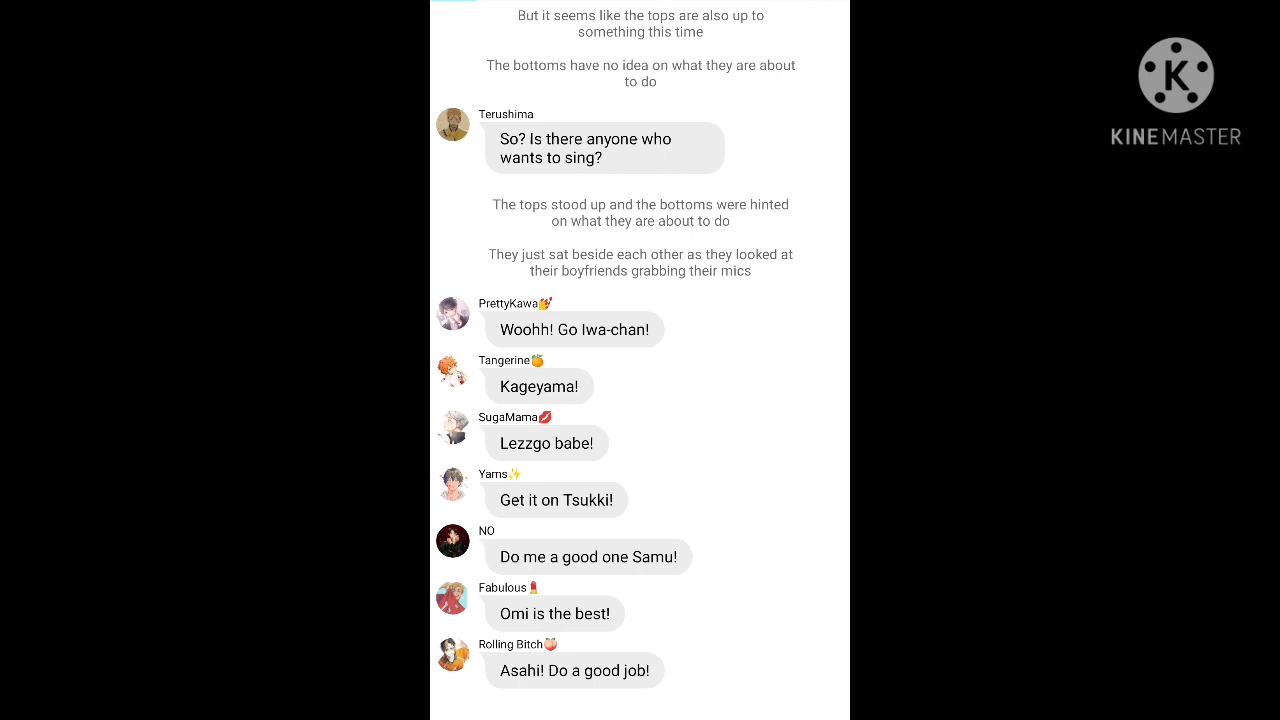 But it seems like the tops are also up to
something this time
The bottoms have no idea on what they are about
to do
Terushima
So? Is there anyone who
wants to sing?
The tops stood up and the bottoms were hinted
on what they are about to do
They just sat beside each other as they looked at
their boyfriends grabbing their mics
PrettyKawa💅
Woohh! Go Iwa-chan!
Tangerine🍊
Kageyama!
SugaMama💋
Lezzgo babe!
Yams✨
Get it on Tsukki!
NO
Do me a good one Samu!
Fabulous💄
Omi is the best!
Rolling Bitch🍑
Asahi! Do a good job!
K
KINEMASTER